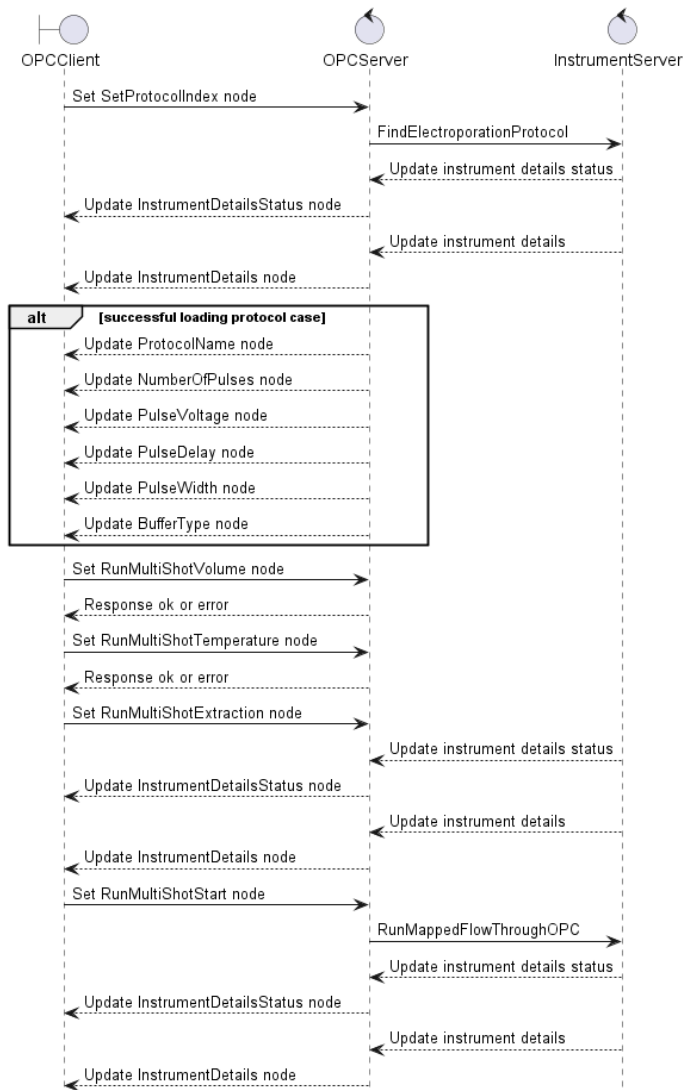 OPCClient
OPCServer
InstrumentServer
Set SetProtocolIndex node
FindElectroporationProtocol
Update instrument details status
Update InstrumentDetailsStatus node
Update instrument details
Update InstrumentDetails node
alt
[successful loading protocol case]
Update ProtocolName node
Update NumberOfPulses node
Update PulseVoltage node
Update PulseDelay node
Update PulseWidth node
Update BufferType node
Set RunMultiShotVolume node
Response ok or error
Set RunMultiShotTemperature node
Response ok or error
Set RunMultiShotExtraction node
Update instrument details status
Update InstrumentDetailsStatus node
Update instrument details
Update InstrumentDetails node
Set RunMultiShotStart node
RunMappedFlowThroughOPC
Update instrument details status
Update InstrumentDetailsStatus node
Update instrument details
Update InstrumentDetails node